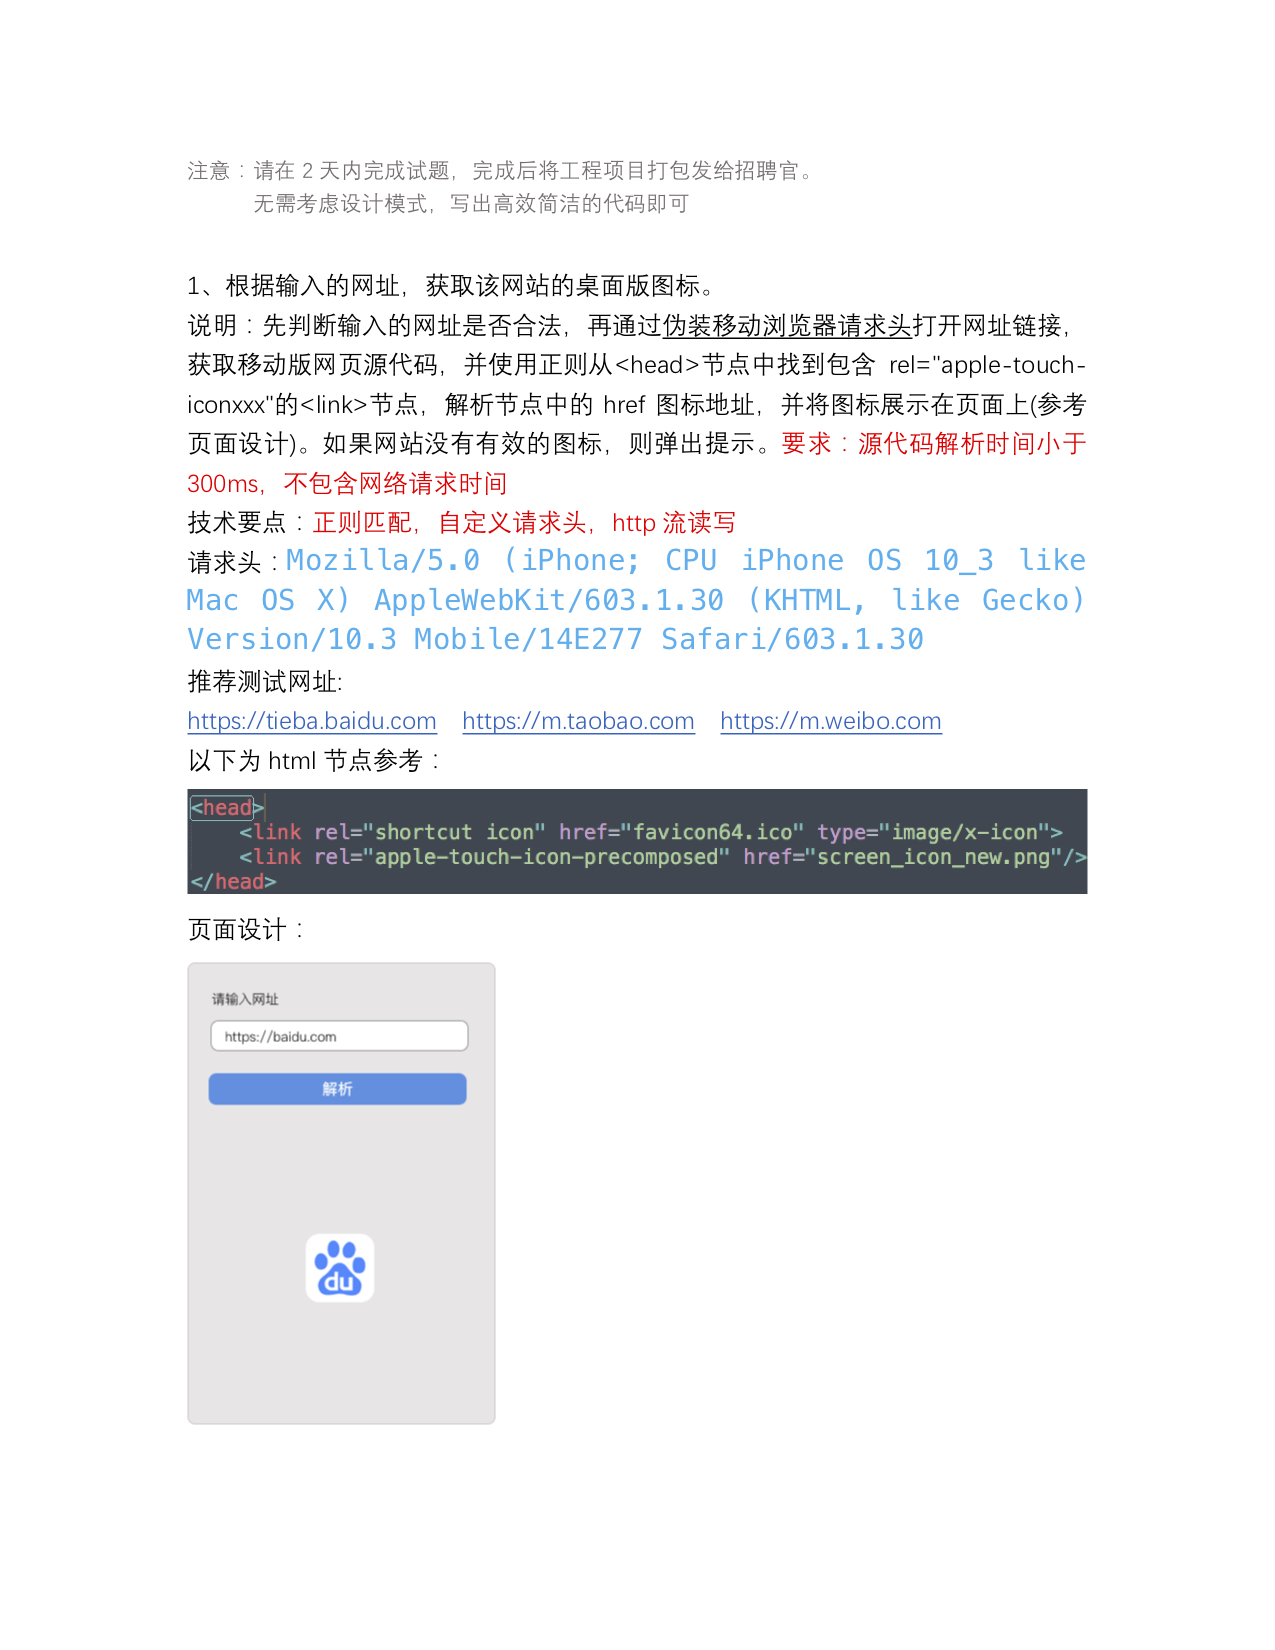 注意：请在 2 天内完成试题，完成后将工程项目打包发给招聘官。
无需考虑设计模式，写出高效简洁的代码即可
1、根据输入的网址，获取该网站的桌面版图标。
说明：先判断输入的网址是否合法，再通过伪装移动浏览器请求头打开网址链接，
获取移动版网页源代码，并使用正则从<head>节点中找到包含 rel="apple-touch-
iconxxx"的<link>节点，解析节点中的 href 图标地址，并将图标展示在页面上(参考
页面设计)。如果网站没有有效的图标，则弹出提示。要求：源代码解析时间小于
300ms，不包含网络请求时间
技术要点：正则匹配，自定义请求头，http 流读写
请求头：Mozilla/5.0 (iPhone; CPU iPhone OS 10_3 like
Mac OS X) AppleWebKit/603.1.30 (KHTML, like Gecko)
Version/10.3 Mobile/14E277 Safari/603.1.30
推荐测试网址:
https://tieba.baidu.com https://m.taobao.com https://m.weibo.com
以下为 html 节点参考：
<head>
<link rel="shortcut icon" href="favicon64.ico" type="image/x-icon">
<link rel="apple-touch-icon-precomposed" href="screen_icon_new.png"/>
</head>
页面设计：
请输入网址
https://baidu.com
解析
du